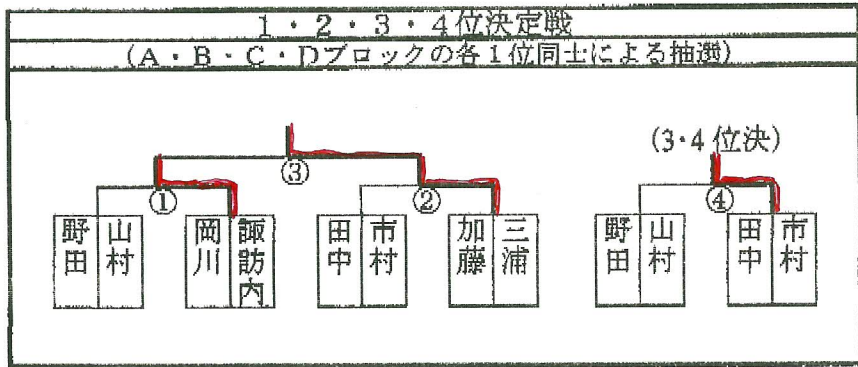 1・2・3・4位決定戦
(A・B・C・Dブロックの各1位同士による抽選)
(3・4位決)
③
①
②
④
野田
山村
岡川
諏訪内
田中
市村
加藤
三浦
野田
山村
田中
市村